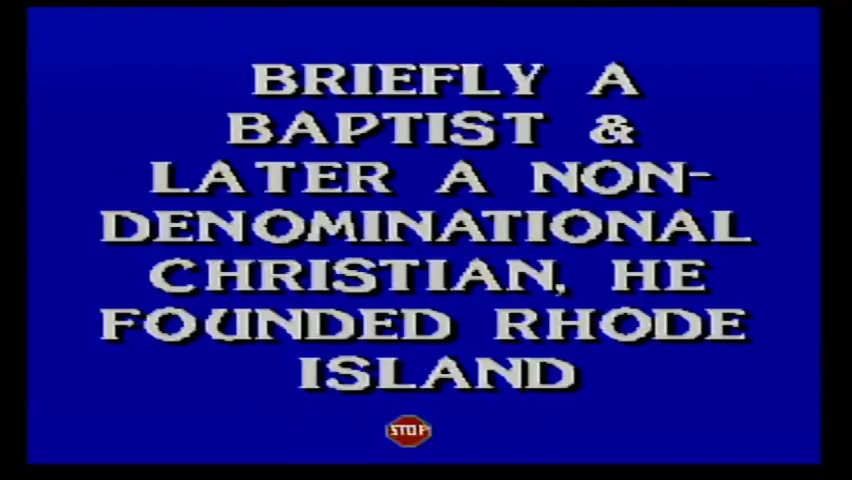 BRIEFLY A
BAPTIST &
LATER A NON-
DENOMINATIONAL
CHRISTIAN, HE
FOUNDED RHODE
ISLAND
STOP